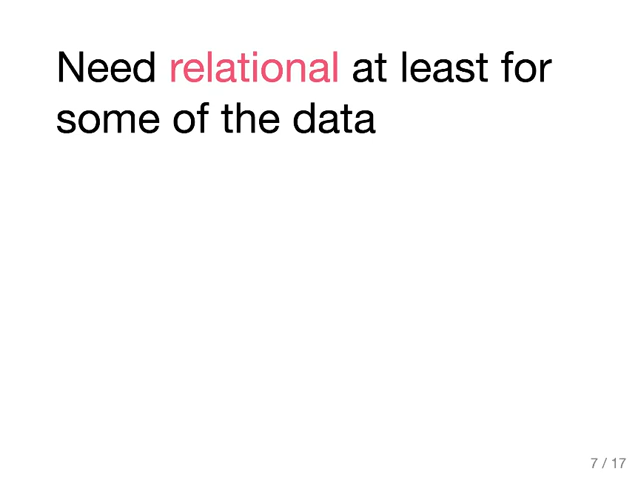 Need relational at least for
some of the data
7 / 17